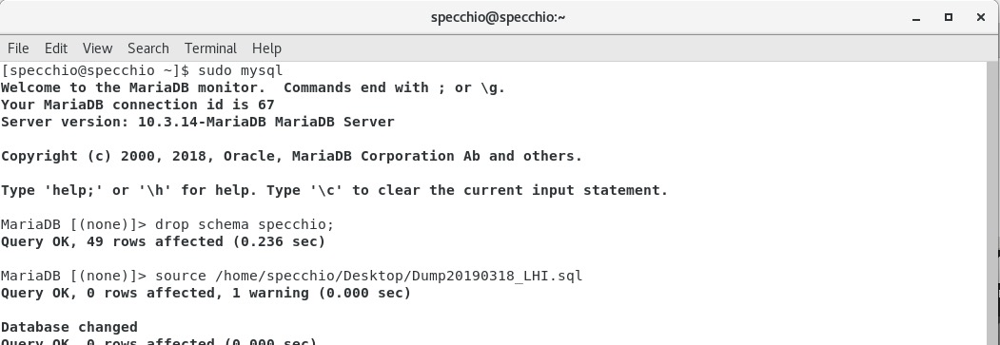 specchio@specchio:~
File Edit View Search Terminal Help
[specchio@specchio ~]$ sudo mysql
Welcome to the MariaDB monitor.  Commands end with ; or \g.
Your MariaDB connection id is 67
Server version: 10.3.14-MariaDB MariaDB Server
Copyright (c) 2000, 2018, Oracle, MariaDB Corporation Ab and others.
Type 'help;' or '\h' for help. Type '\c' to clear the current input statement.
MariaDB [(none)]> drop schema specchio;
Query OK, 49 rows affected (0.236 sec)
MariaDB [(none)]> source /home/specchio/Desktop/Dump20190318_LHI.sql
Query OK, 0 rows affected, 1 warning (0.000 sec)
Database changed
Query OK, 0 rows affected (0.000 sec)